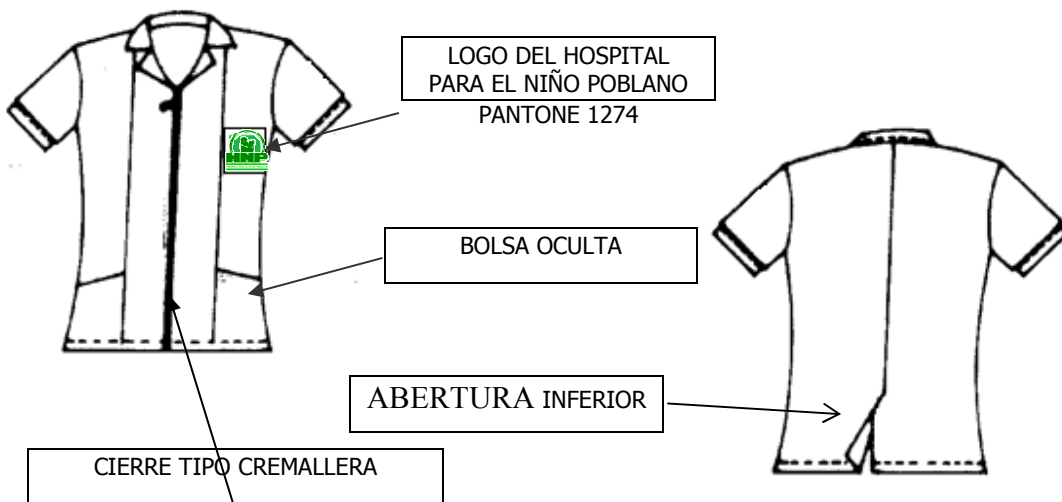 LOGO DEL HOSPITAL
PARA EL NIÑO POBLANO
PANTONE 1274
HNP
BOLSA OCULTA
ABERTURA INFERIOR
CIERRE TIPO CREMALLERA